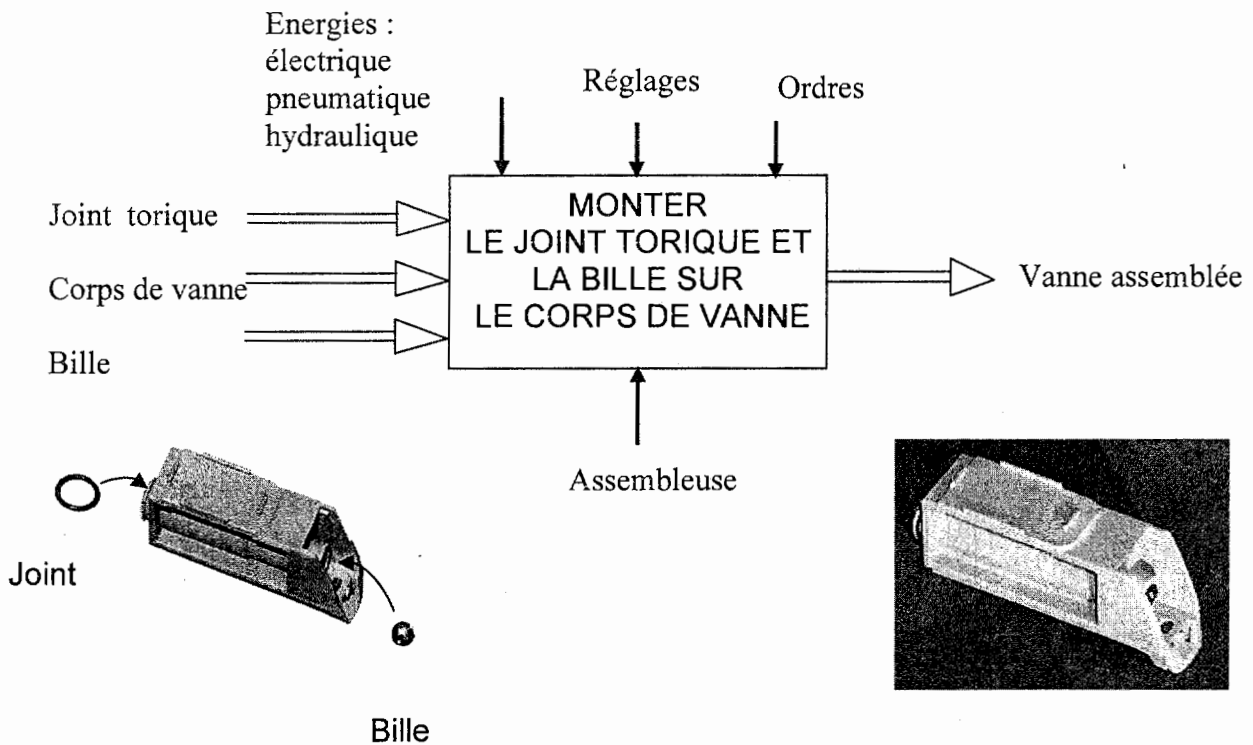 Energies :
électrique
pneumatique
hydraulique
Réglages
Ordres
Joint torique
Corps de vanne
Bille
MONTER
LE JOINT TORIQUE ET
LA BILLE SUR
LE CORPS DE VANNE
Vanne assemblée
Assembleuse
Joint
Bille